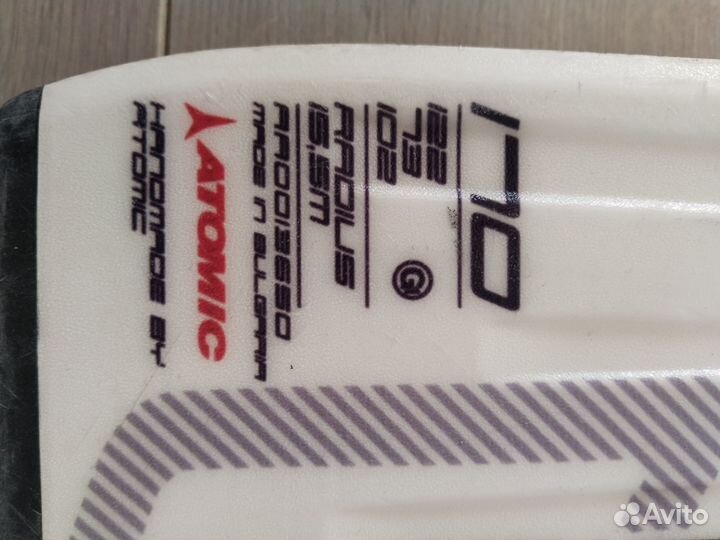 170
122
73
102
G
RADIUS
15,5M
AA0013650
MADE IN BULGARIA
ATOMIC
HANDMADE BY
ATOMIC
Avito